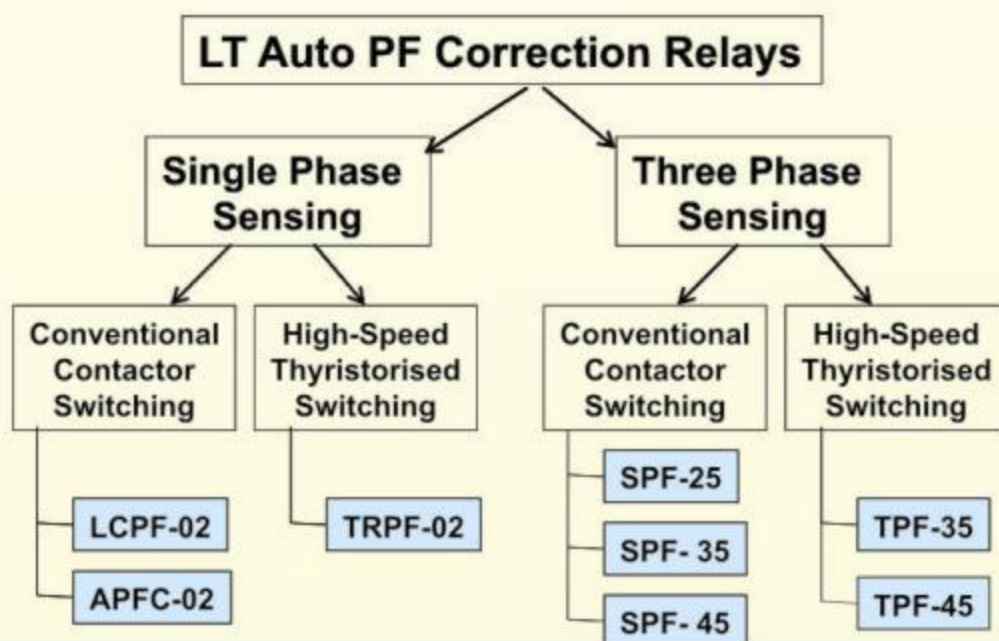 LT Auto PF Correction Relays
Single Phase
Sensing
Three Phase
Sensing
Conventional
Contactor
Switching
High-Speed
Thyristorised
Switching
Conventional
Contactor
Switching
High-Speed
Thyristorised
Switching
LCPF-02
APFC-02
TRPF-02
SPF-25
SPF- 35
SPF- 45
TPF-35
TPF-45